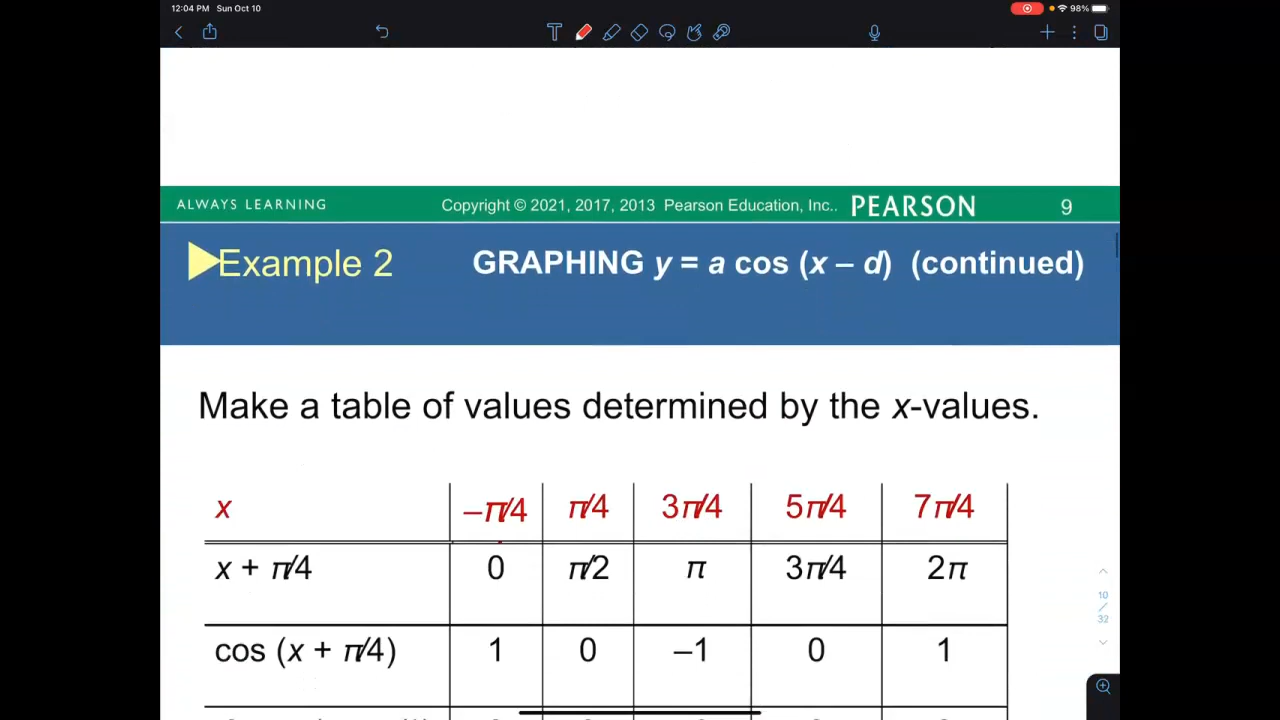 12:04 PM Sun Oct 10 98%
ALWAYS LEARNING Copyright © 2021, 2017, 2013 Pearson Education, Inc.. PEARSON 9
Example 2 GRAPHING y = a cos (x – d) (continued)
Make a table of values determined by the x-values.
x –π/4 π/4 3π/4 5π/4 7π/4
x + π/4 0 π/2 π 3π/4 2π
cos (x + π/4) 1 0 –1 0 1
10
/
32